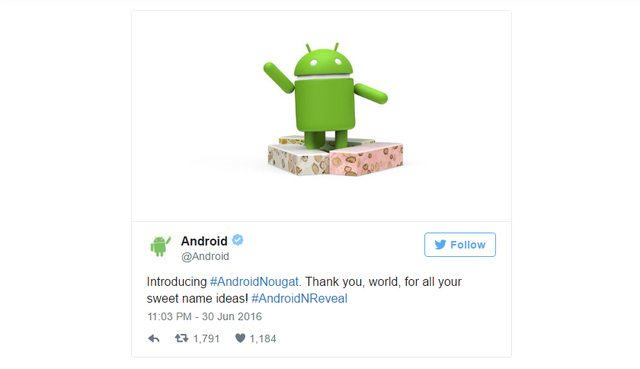 Android
@Android
Follow
Introducing #AndroidNougat. Thank you, world, for all your
sweet name ideas! #AndroidNReveal
11:03 PM - 30 Jun 2016
1,791 1,184